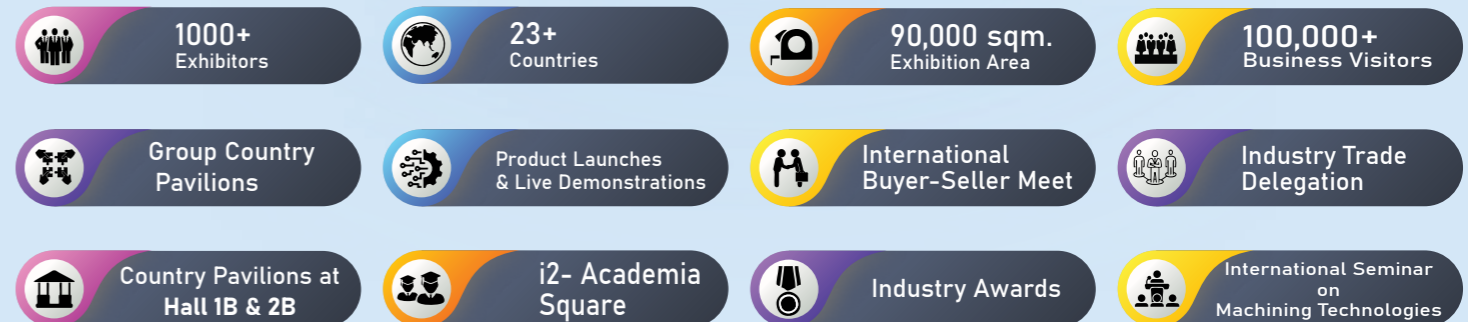 1000+
Exhibitors
23+
Countries
90,000 sqm.
Exhibition Area
100,000+
Business Visitors
Group Country
Pavilions
Product Launches
& Live Demonstrations
International
Buyer-Seller Meet
Industry Trade
Delegation
Country Pavilions at
Hall 1B & 2B
i2- Academia
Square
Industry Awards
International Seminar
on
Machining Technologies